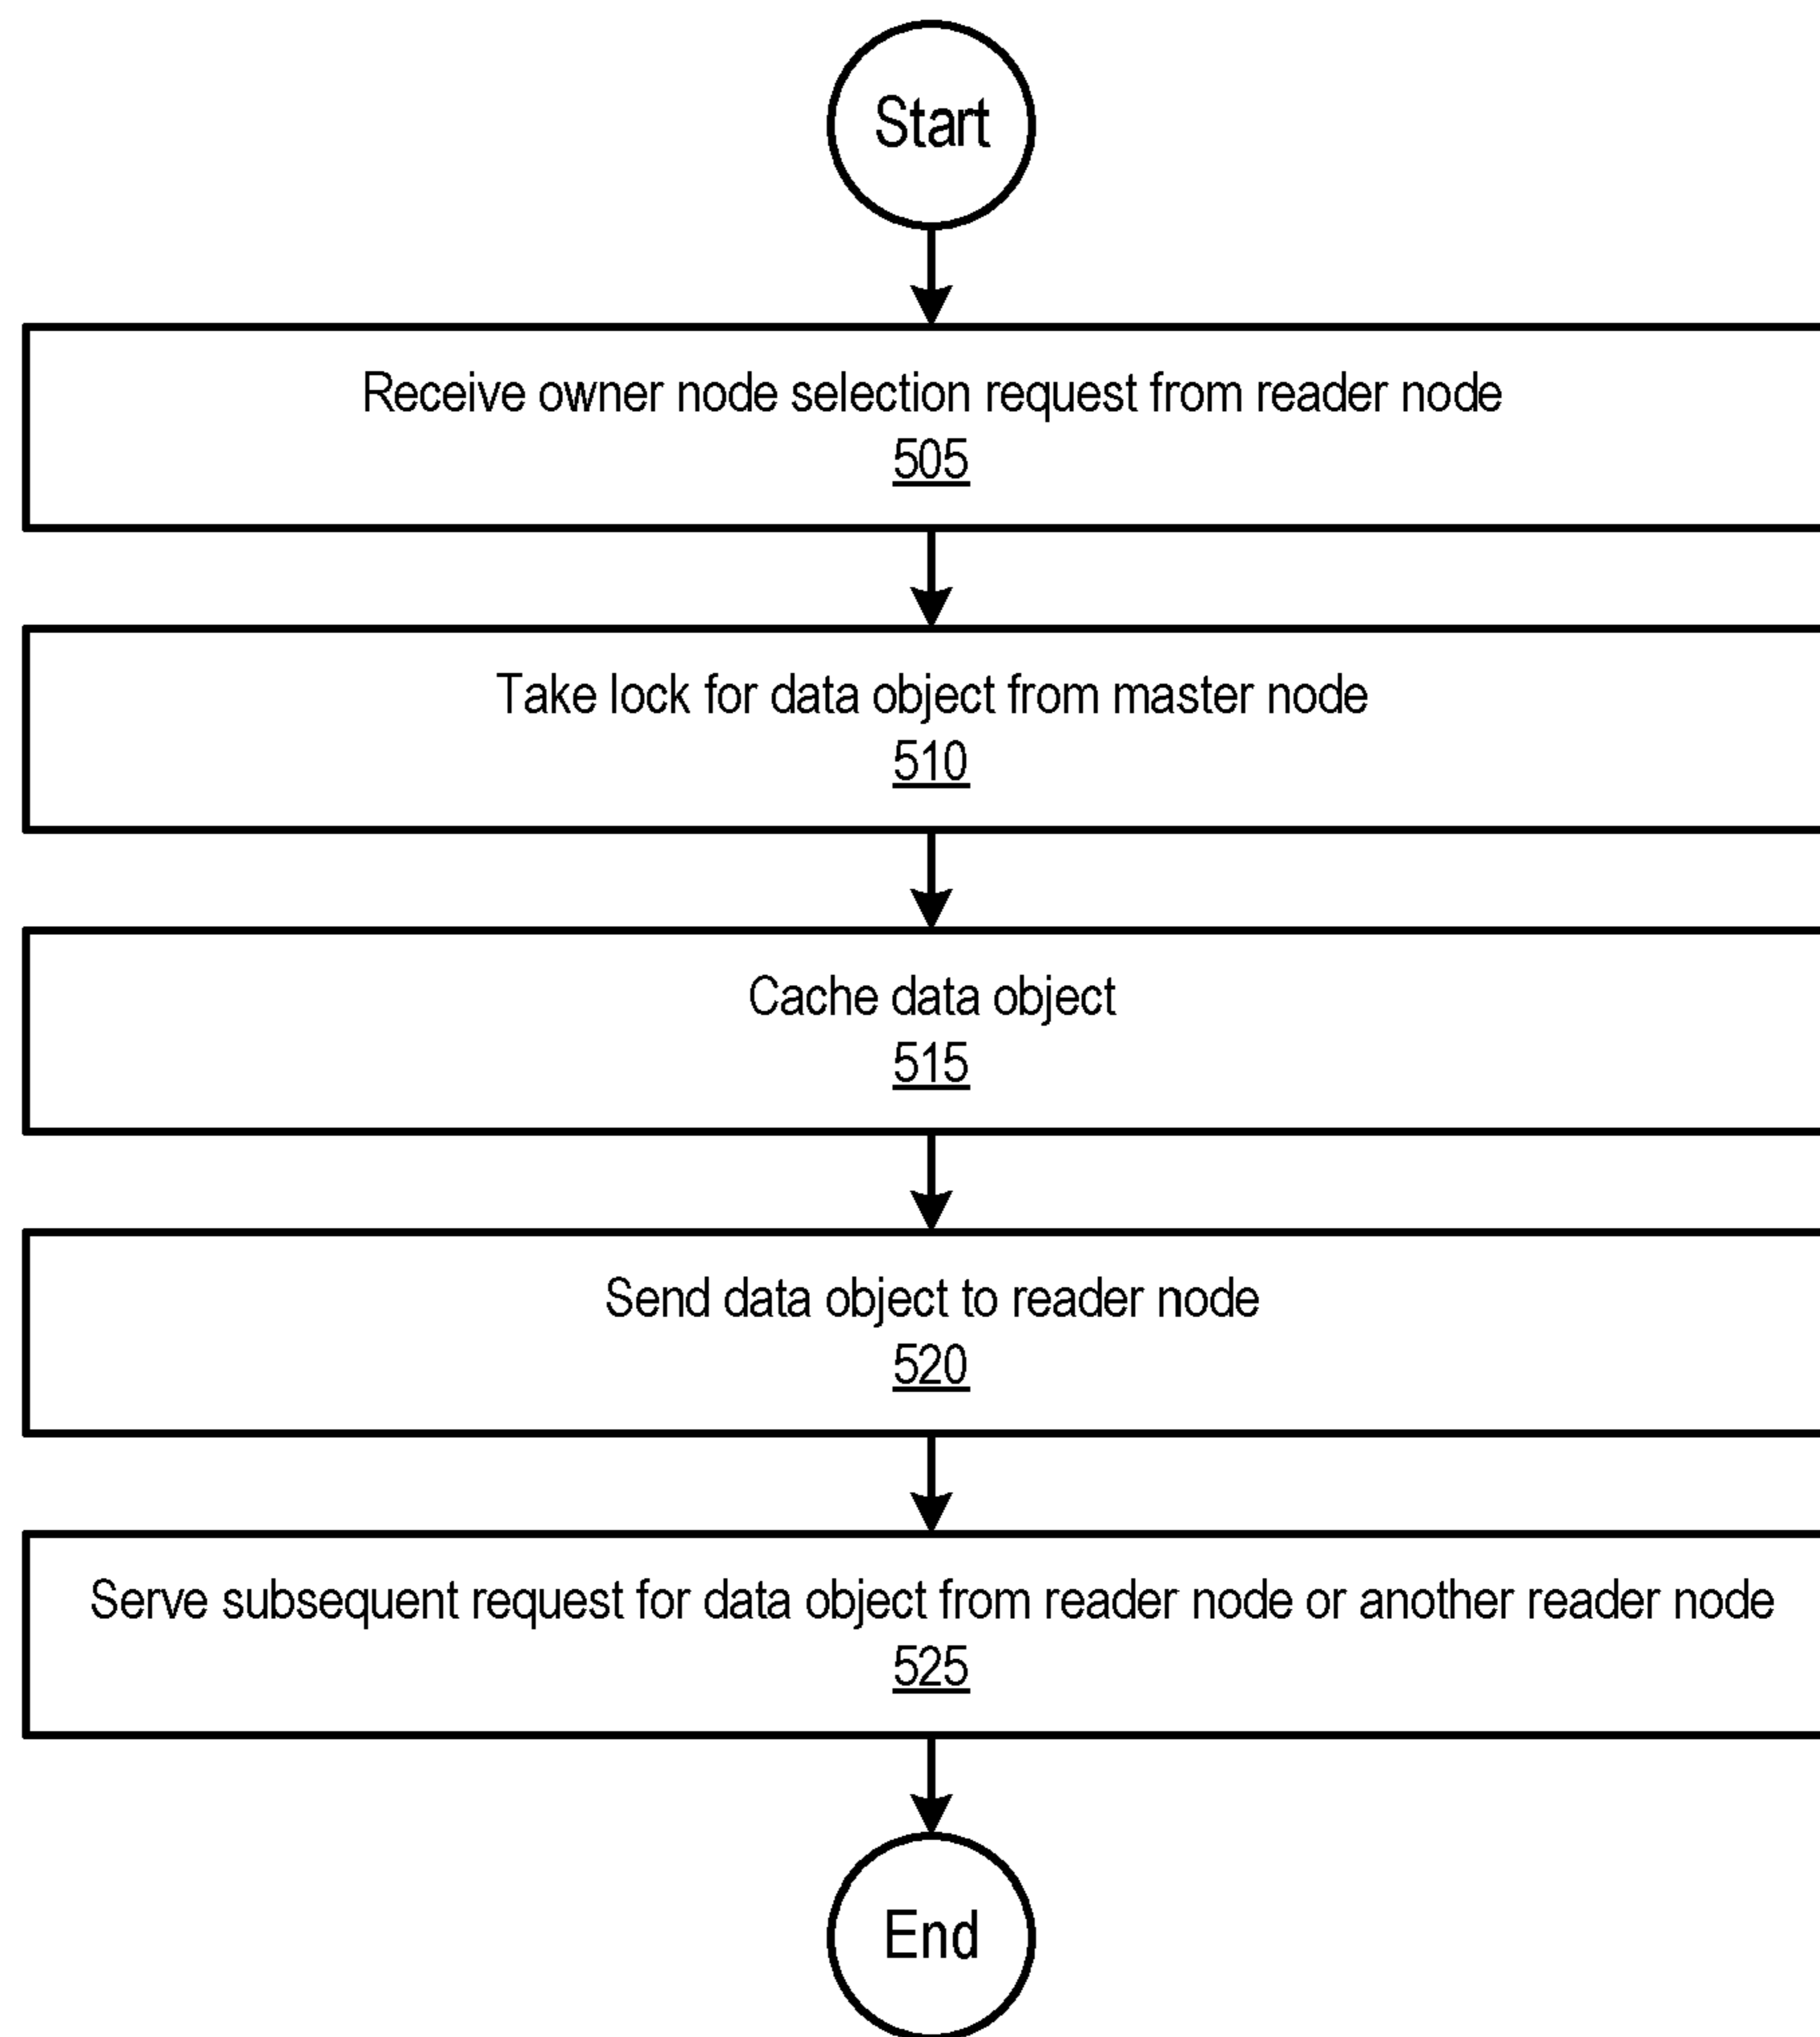 Start
Receive owner node selection request from reader node
505
Take lock for data object from master node
510
Cache data object
515
Send data object to reader node
520
Serve subsequent request for data object from reader node or another reader node
525
End